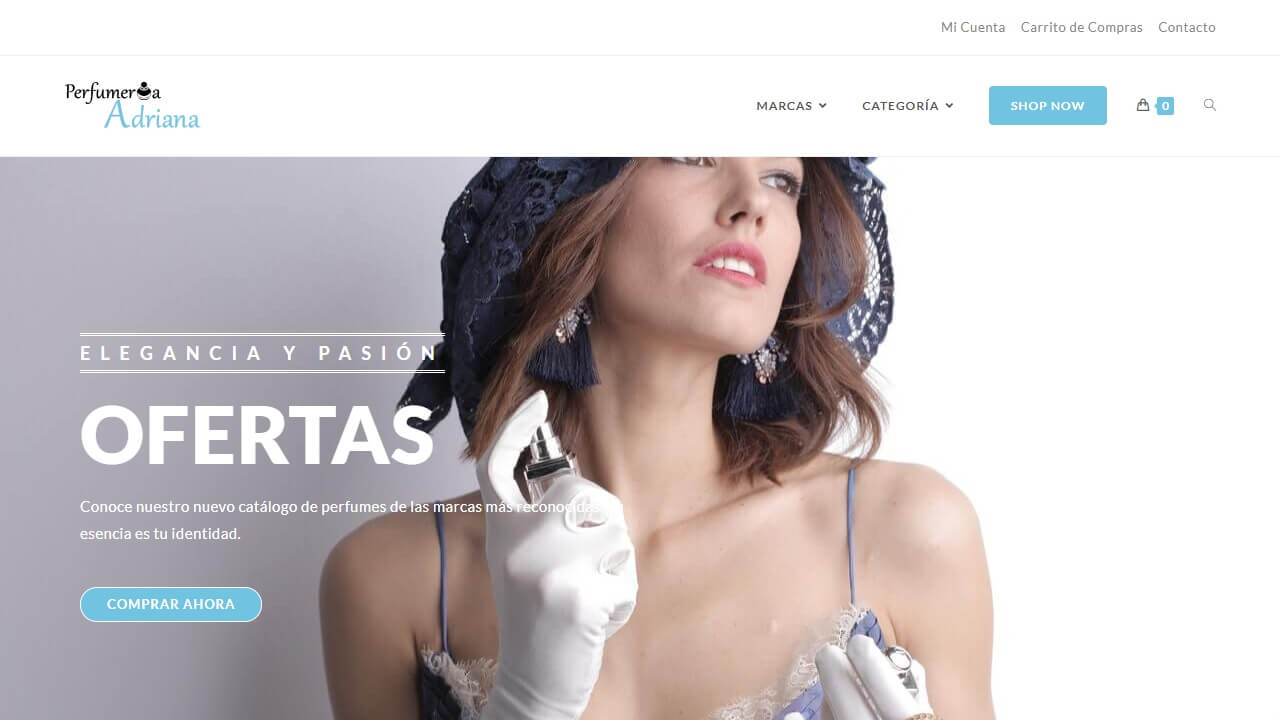 Mi Cuenta Carrito de Compras Contacto
Perfumería
Adriana
MARCAS CATEGORÍA SHOP NOW 0
ELEGANCIA Y PASIÓN
OFERTAS
Conoce nuestro nuevo catálogo de perfumes de las marcas más reconocidas
esencia es tu identidad.
COMPRAR AHORA